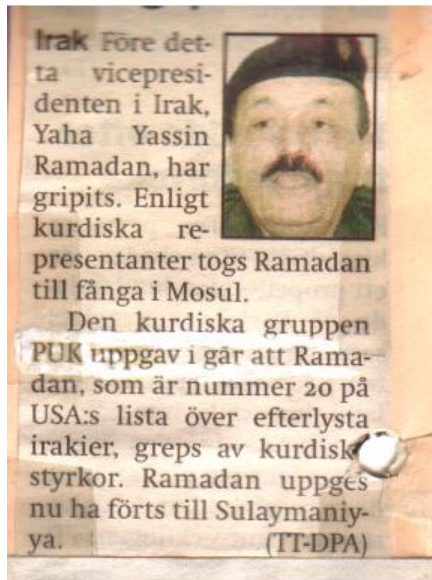 Irak Före det-
ta vicepresi-
denten i Irak,
Yaha Yassin
Ramadan, har
gripits. Enligt
kurdiska re-
presentanter togs Ramadan
till fånga i Mosul.
Den kurdiska gruppen
PUK uppgav i går att Rama-
dan, som är nummer 20 på
USA:s lista över efterlysta
irakier, greps av kurdiska
styrkor. Ramadan uppges
nu ha förts till Sulaymaniy-
ya. (TT-DPA)